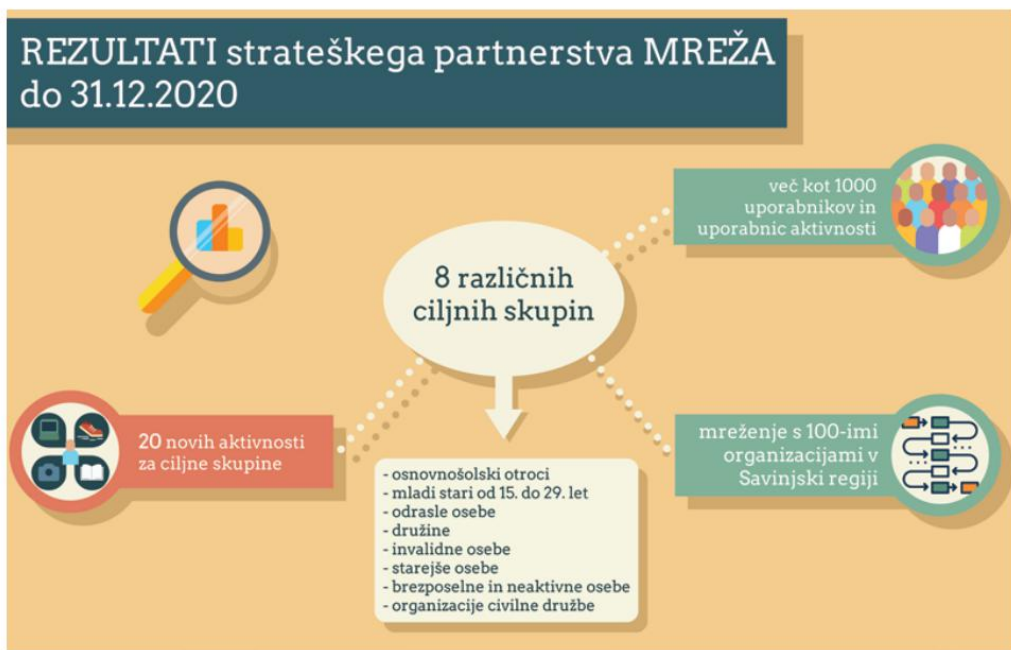 REZULTATI strateškega partnerstva MREŽA
do 31.12.2020
več kot 1000
uporabnikov in
uporabnic aktivnosti
8 različnih
ciljnih skupin
20 novih aktivnosti
za ciljne skupine
mreženje s 100-imi
organizacijami v
Savinjski regiji
- osnovnošolski otroci
- mladi stari od 15. do 29. let
- odrasle osebe
- družine
- invalidne osebe
- starejše osebe
- brezposelne in neaktivne osebe
- organizacije civilne družbe